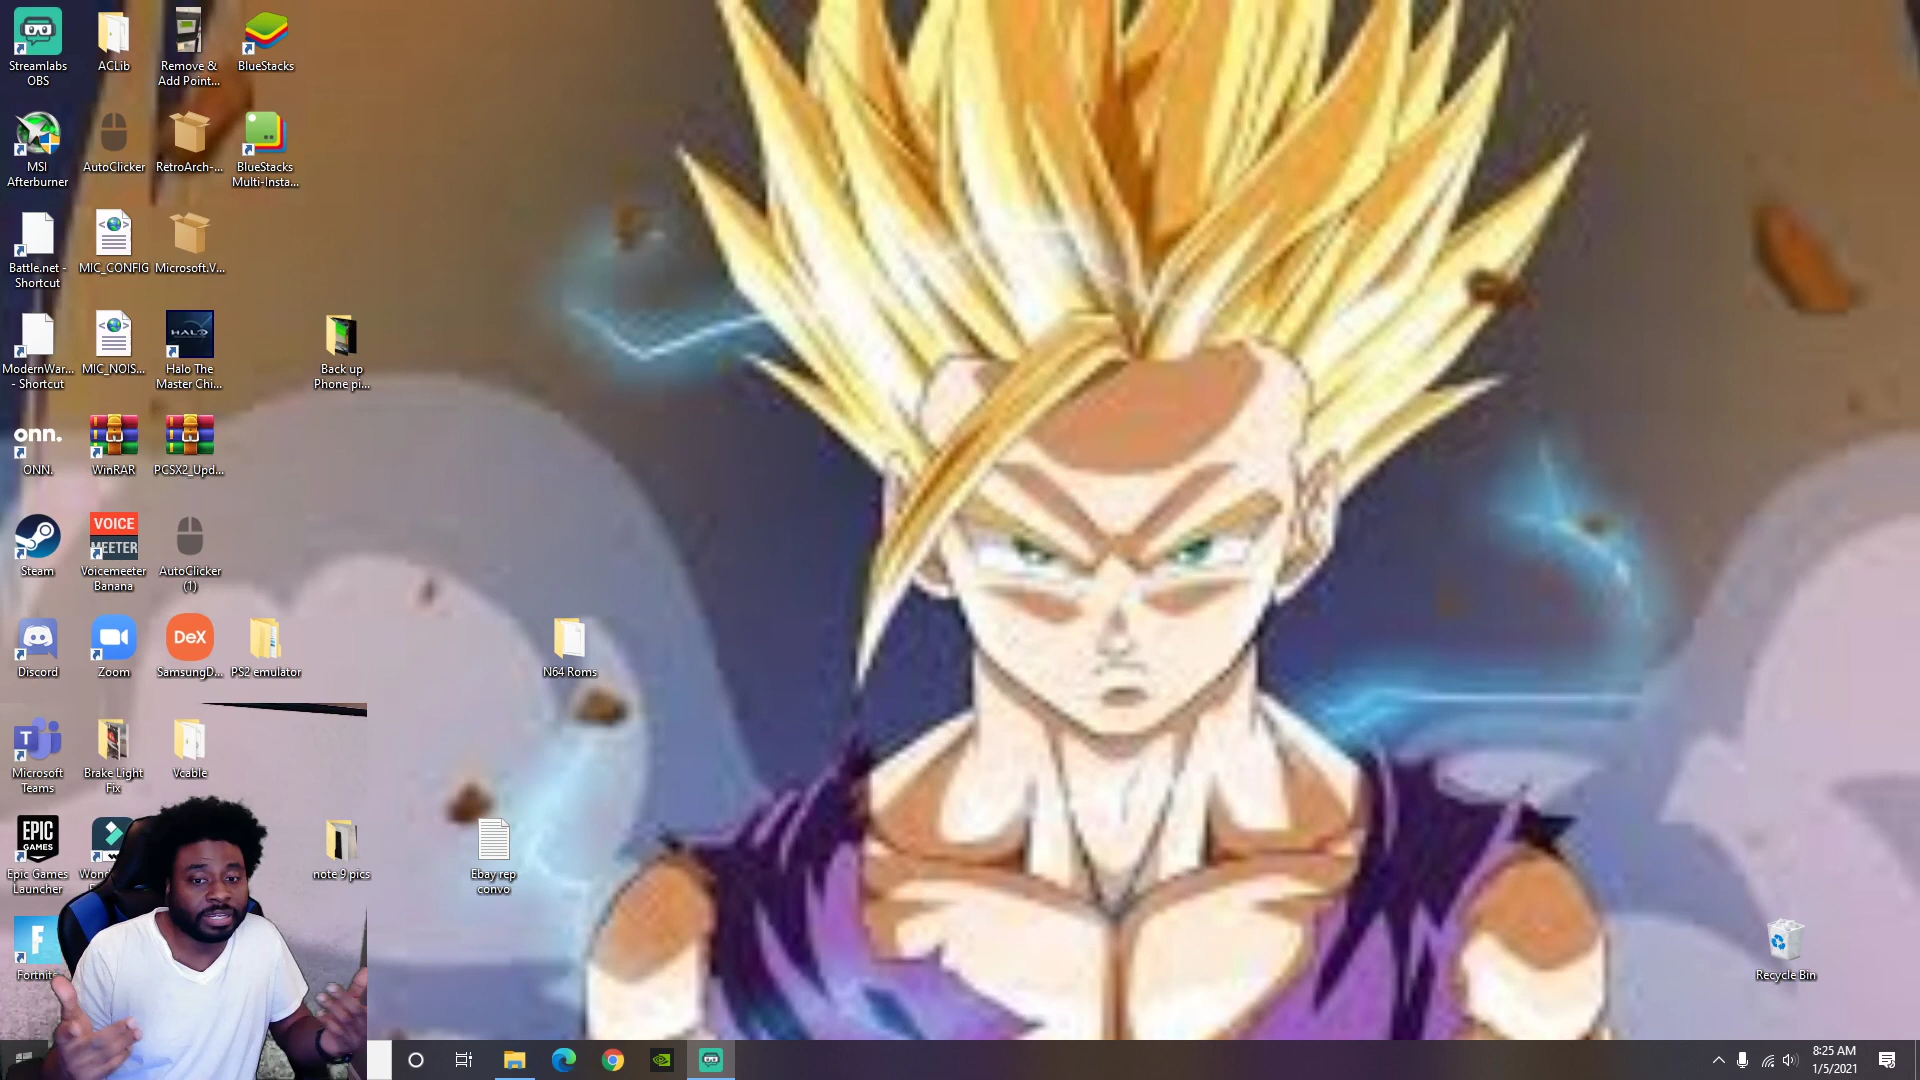 Streamlabs
OBS
ACLib
Remove &
Add Point...
BlueStacks
MSI
Afterburner
AutoClicker
RetroArch-...
BlueStacks
Multi-Insta...
Battle.net -
Shortcut
MIC_CONFIG
Microsoft.V...
ModernWar...
- Shortcut
MIC_NOIS...
HALO
Halo The
Master Chi...
Back up
Phone pi...
onn.
ONN.
WinRAR
PCSX2_Upd...
Steam
VOICE
MEETER
Voicemeeter
Banana
AutoClicker
(1)
Discord
Zoom
DeX
SamsungD...
PS2 emulator
N64 Roms
T
Microsoft
Teams
Brake Light
Fix
Vcable
EPIC
GAMES
Epic Games
Launcher
note 9 pics
Ebay rep
convo
F
Fortnite
Recycle Bin
8:25 AM
1/5/2021